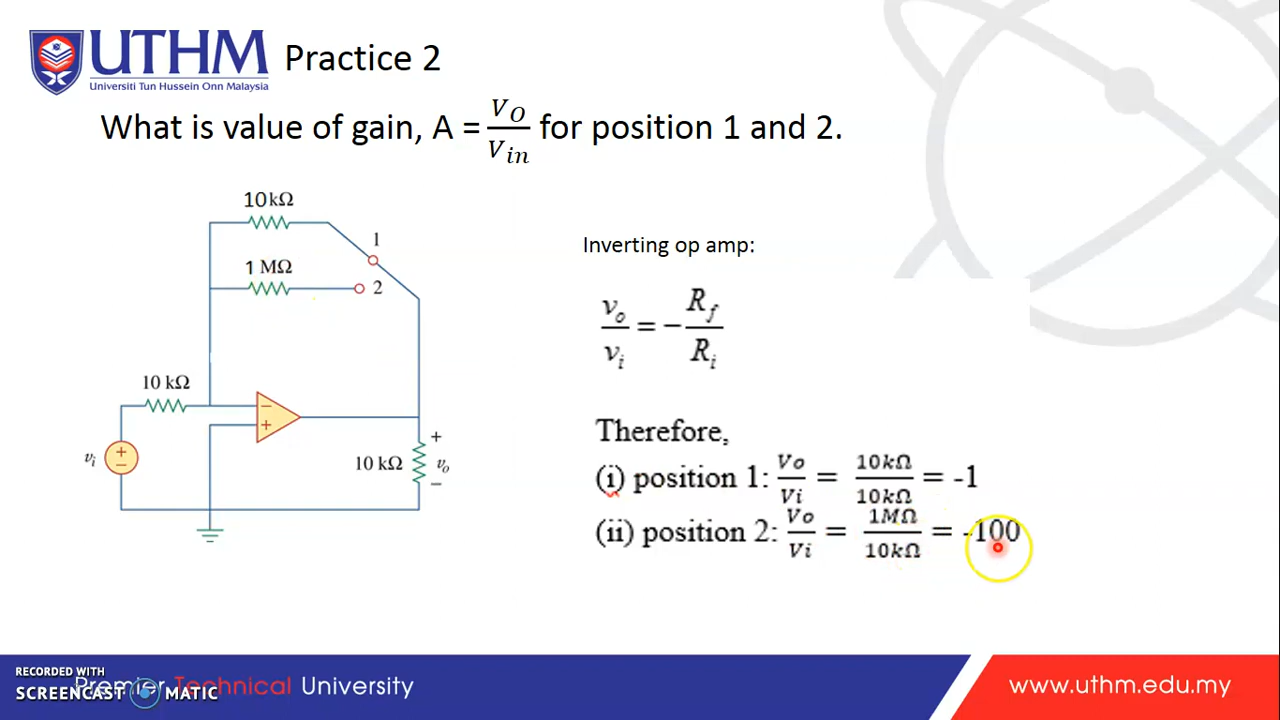 UTHM
Universiti Tun Hussein Onn Malaysia
Practice 2
What is value of gain, A = V_O/V_in for position 1 and 2.
10kΩ
1
1 MΩ
2
10 kΩ
v_i
+
−
−
+
10 kΩ
+
v_o
−
Inverting op amp:
v_o/v_i = − R_f/R_i
Therefore,
(i) position 1: Vo/Vi = 10kΩ/10kΩ = -1
(ii) position 2: Vo/Vi = 1MΩ/10kΩ = -100
RECORDED WITH
SCREENCAST MATIC
Premier Technical University
www.uthm.edu.my